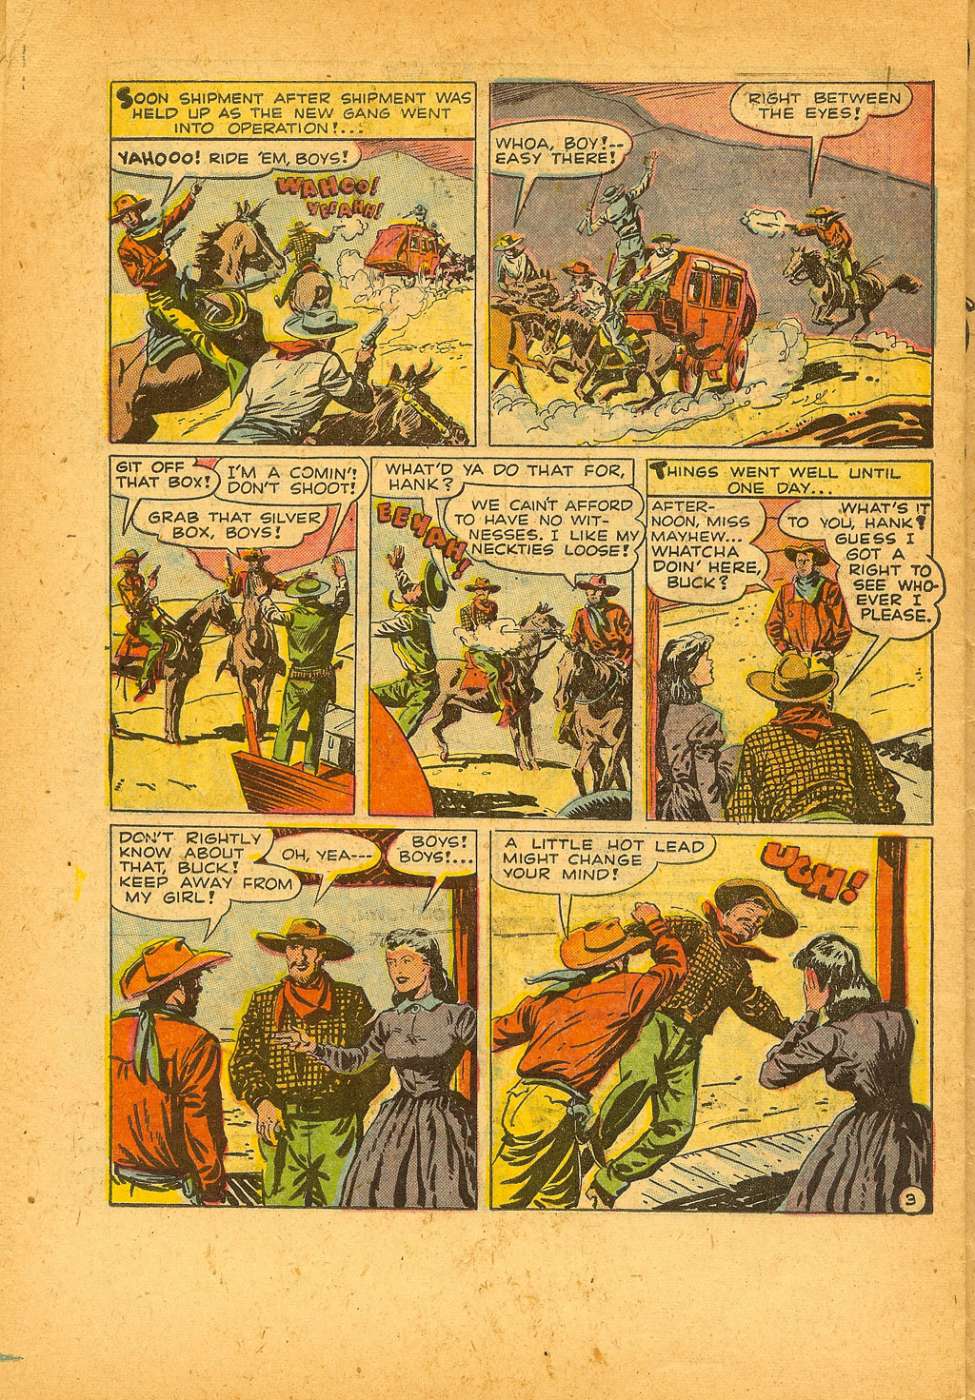 SOON SHIPMENT AFTER SHIPMENT WAS
HELD UP AS THE NEW GANG WENT
INTO OPERATION!...
YAHOOO! RIDE 'EM, BOYS!
WAHOO!
YEEAHH!
WHOA, BOY!--
EASY THERE!
RIGHT BETWEEN
THE EYES!
GIT OFF
THAT BOX!
I'M A COMIN'!
DON'T SHOOT!
GRAB THAT SILVER
BOX, BOYS!
WHAT'D YA DO THAT FOR,
HANK?
EEYAH!
WE CAIN'T AFFORD
TO HAVE NO WIT-
NESSES. I LIKE MY
NECKTIES LOOSE!
THINGS WENT WELL UNTIL
ONE DAY...
AFTER-
NOON, MISS
MAYHEW...
WHATCHA
DOIN' HERE,
BUCK?
WHAT'S IT
TO YOU, HANK?
GUESS I
GOT A
RIGHT TO
SEE WHO-
EVER I
PLEASE.
DON'T RIGHTLY
KNOW ABOUT
THAT, BUCK!
KEEP AWAY FROM
MY GIRL!
OH, YEA---
BOYS!
BOYS!...
A LITTLE HOT LEAD
MIGHT CHANGE
YOUR MIND!
UGH!
3